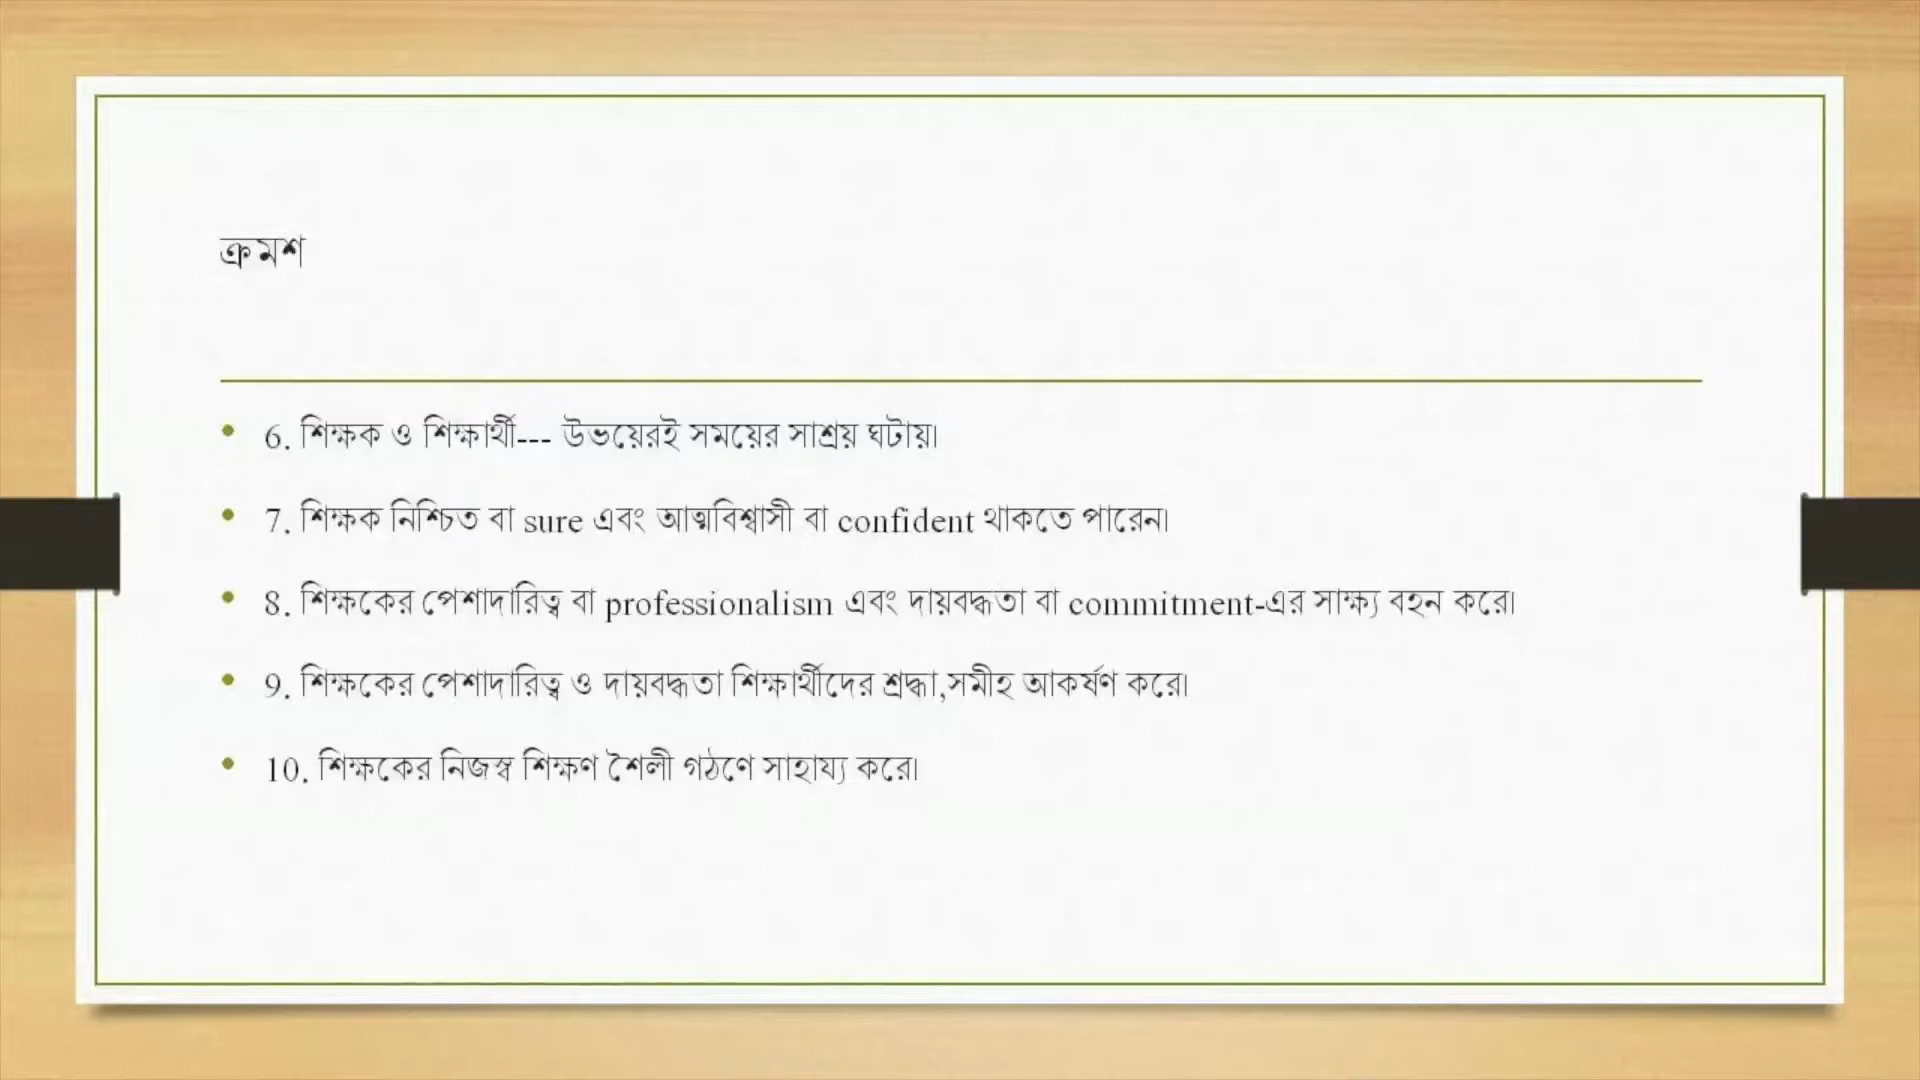 ক্রমশ
• 6. শিক্ষক ও শিক্ষার্থী--- উভয়েরই সময়ের সাশ্রয় ঘটায়।
• 7. শিক্ষক নিশ্চিত বা sure এবং আত্মবিশ্বাসী বা confident থাকতে পারেন।
• 8. শিক্ষকের পেশাদারিত্ব বা professionalism এবং দায়বদ্ধতা বা commitment-এর সাক্ষ্য বহন করে।
• 9. শিক্ষকের পেশাদারিত্ব ও দায়বদ্ধতা শিক্ষার্থীদের শ্রদ্ধা,সমীহ আকর্ষণ করে।
• 10. শিক্ষকের নিজস্ব শিক্ষণ শৈলী গঠণে সাহায্য করে।